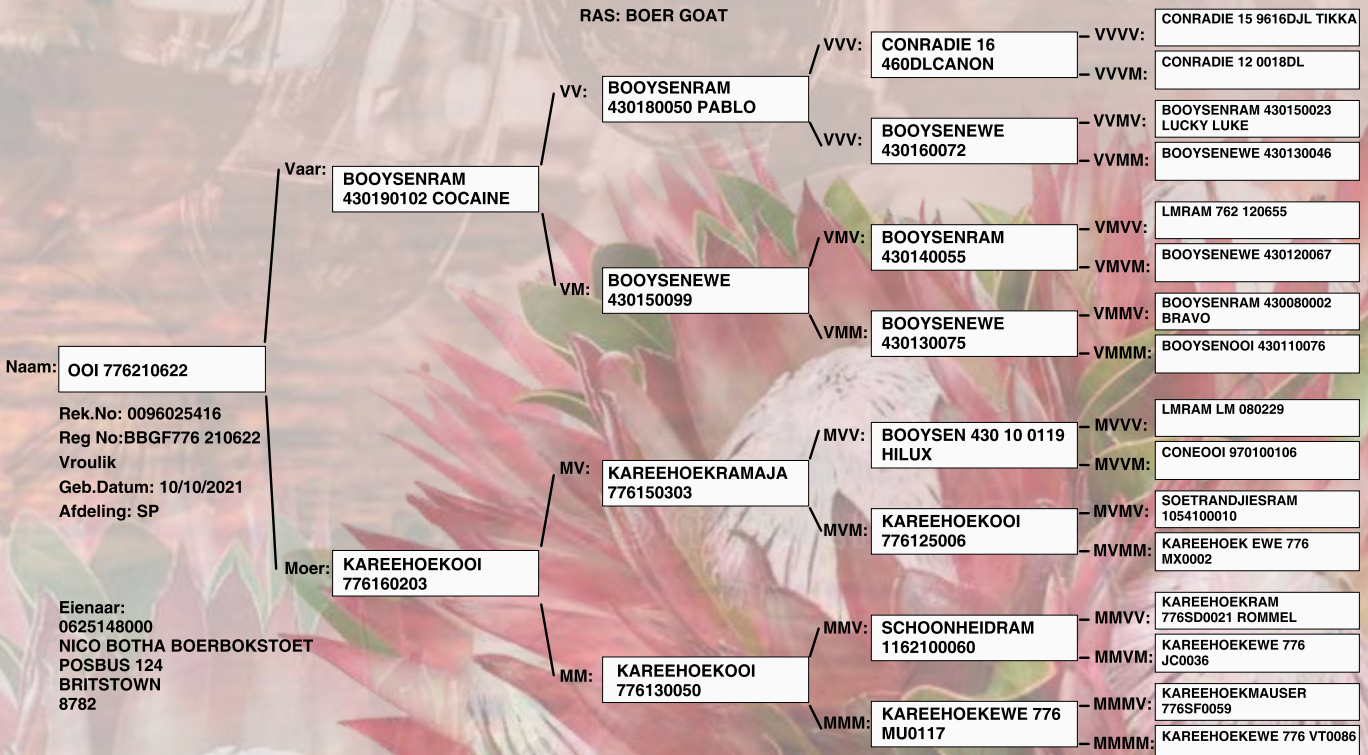 RAS: BOER GOAT
Naam:
OOI 776210622
Rek.No: 0096025416
Reg No:BBGF776 210622
Vroulik
Geb.Datum: 10/10/2021
Afdeling: SP
Eienaar:
0625148000
NICO BOTHA BOERBOKSTOET
POSBUS 124
BRITSTOWN
8782
Vaar:
BOOYSENRAM
430190102 COCAINE
Moer:
KAREEHOEKOOI
776160203
VV:
BOOYSENRAM
430180050 PABLO
VM:
BOOYSENEWE
430150099
MV:
KAREEHOEKRAMAJA
776150303
MM:
KAREEHOEKOOI
776130050
VVV:
CONRADIE 16
460DLCANON
VVV:
BOOYSENEWE
430160072
VMV:
BOOYSENRAM
430140055
VMM:
BOOYSENEWE
430130075
MVV:
BOOYSEN 430 10 0119
HILUX
MVM:
KAREEHOEKOOI
776125006
MMV:
SCHOONHEIDRAM
1162100060
MMM:
KAREEHOEKEWE 776
MU0117
VVVV:
CONRADIE 15 9616DJL TIKKA
VVVM:
CONRADIE 12 0018DL
VVMV:
BOOYSENRAM 430150023
LUCKY LUKE
VVMM:
BOOYSENEWE 430130046
VMVV:
LMRAM 762 120655
VMVM:
BOOYSENEWE 430120067
VMMV:
BOOYSENRAM 430080002
BRAVO
VMMM:
BOOYSENOOI 430110076
MVVV:
LMRAM LM 080229
MVVM:
CONEOOI 970100106
MVMV:
SOETRANDJIESRAM
1054100010
MVMM:
KAREEHOEK EWE 776
MX0002
MMVV:
KAREEHOEKRAM
776SD0021 ROMMEL
MMVM:
KAREEHOEKEWE 776
JC0036
MMMV:
KAREEHOEKMAUSER
776SF0059
MMMM:
KAREEHOEKEWE 776 VT0086